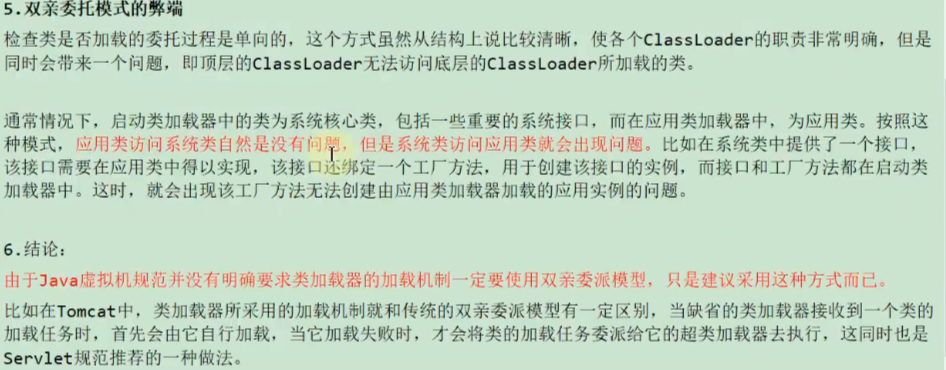 5.双亲委托模式的弊端
检查类是否加载的委托过程是单向的，这个方式虽然从结构上说比较清晰，使各个ClassLoader的职责非常明确，但是
同时会带来一个问题，即顶层的ClassLoader无法访问底层的ClassLoader所加载的类。
通常情况下，启动类加载器中的类为系统核心类，包括一些重要的系统接口，而在应用类加载器中，为应用类。按照这
种模式，应用类访问系统类自然是没有问题，但是系统类访问应用类就会出现问题。比如在系统类中提供了一个接口，
该接口需要在应用类中得以实现，该接口还绑定一个工厂方法，用于创建该接口的实例，而接口和工厂方法都在启动类
加载器中。这时，就会出现该工厂方法无法创建由应用类加载器加载的应用实例的问题。
6.结论：
由于Java虚拟机规范并没有明确要求类加载器的加载机制一定要使用双亲委派模型，只是建议采用这种方式而已。
比如在Tomcat中，类加载器所采用的加载机制就和传统的双亲委派模型有一定区别，当缺省的类加载器接收到一个类的
加载任务时，首先会由它自行加载，当它加载失败时，才会将类的加载任务委派给它的超类加载器去执行，这同时也是
Servlet规范推荐的一种做法。